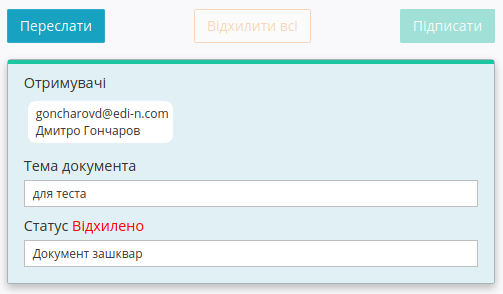 Переслати
Відхилити всі
Підписати
Отримувачі
goncharovd@edi-n.com
Дмитро Гончаров
Тема документа
для теста
Статус Відхилено
Документ зашквар